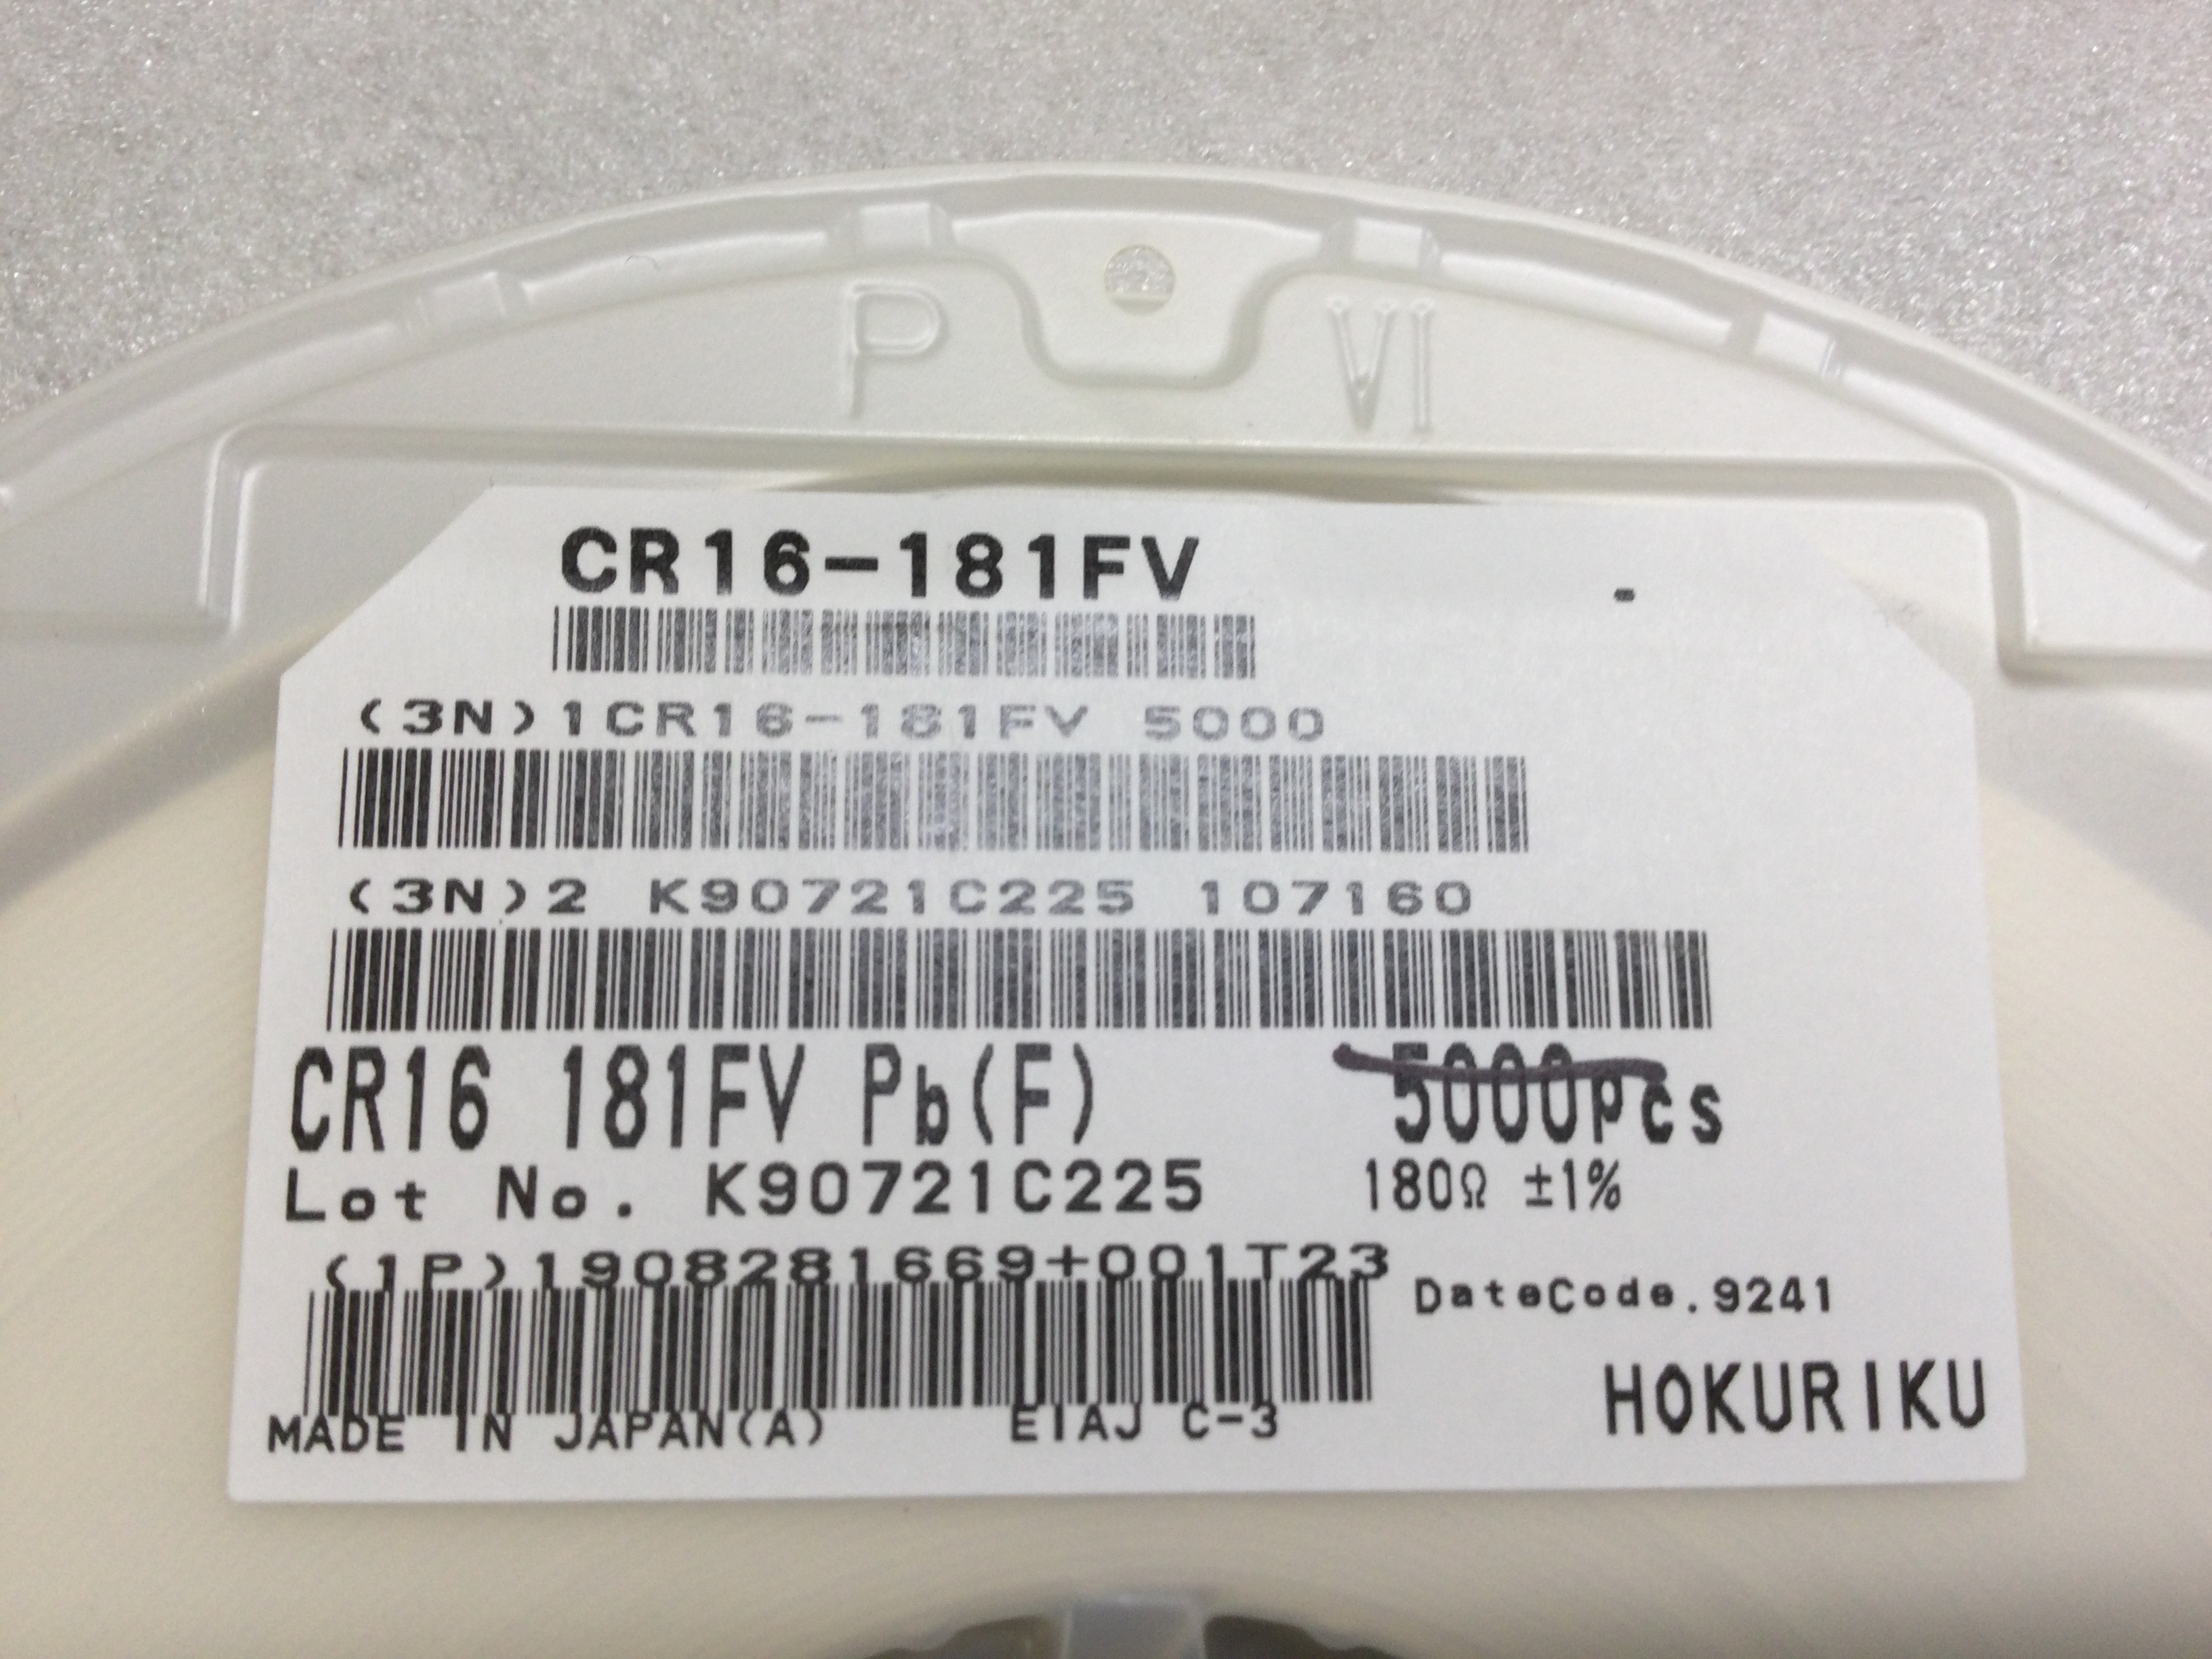 P VI
CR16-181FV
(3N)1CR16-181FV 5000
(3N)2 K90721C225 107160
CR16 181FV Pb(F) 5000pcs
Lot No. K90721C225 180Ω ±1%
(1P)1908281669+001T23
DateCode.9241
MADE IN JAPAN(A) EIAJ C-3 HOKURIKU